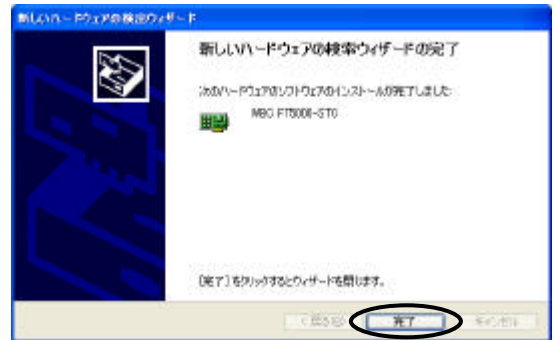 新しいハードウェアの検出ウィザード
新しいハードウェアの検索ウィザードの完了
次のハードウェアのソフトウェアのインストールが完了しました:
[完了]をクリックするとウィザードを閉じます。
< 戻る(B)
完了
キャンセル